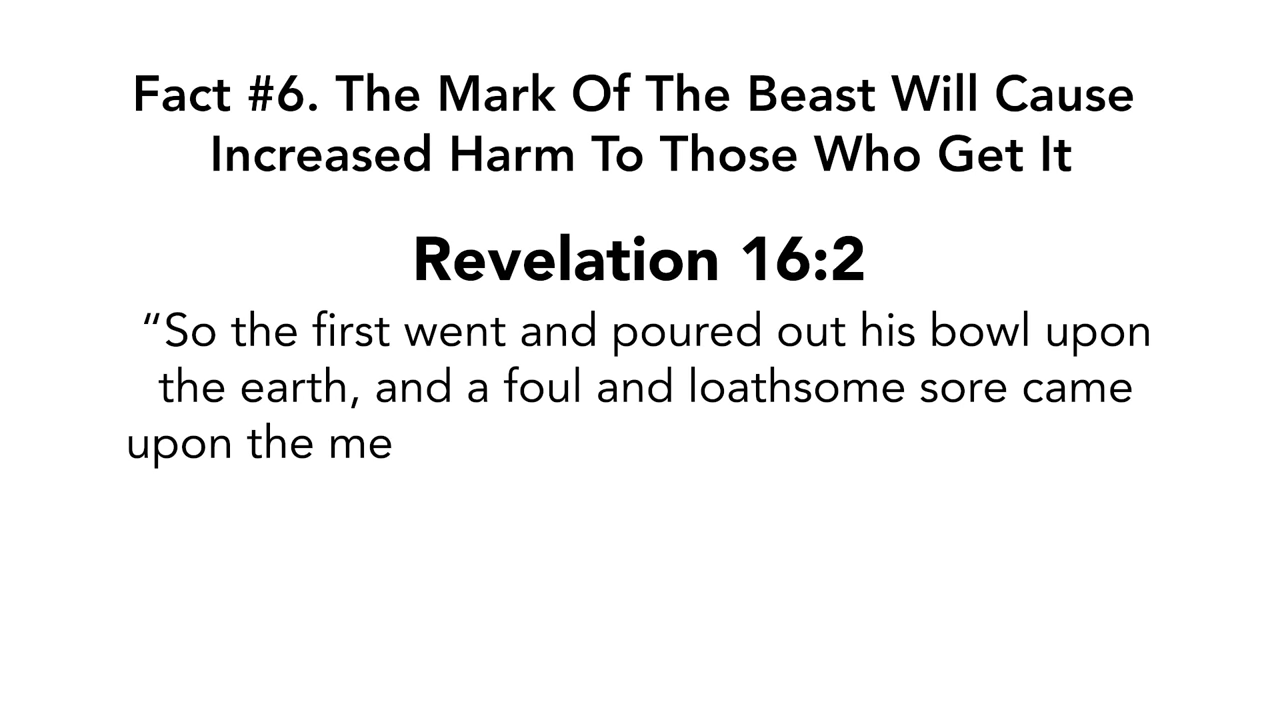 Fact #6. The Mark Of The Beast Will Cause
Increased Harm To Those Who Get It
Revelation 16:2
“So the first went and poured out his bowl upon
the earth, and a foul and loathsome sore came
upon the me